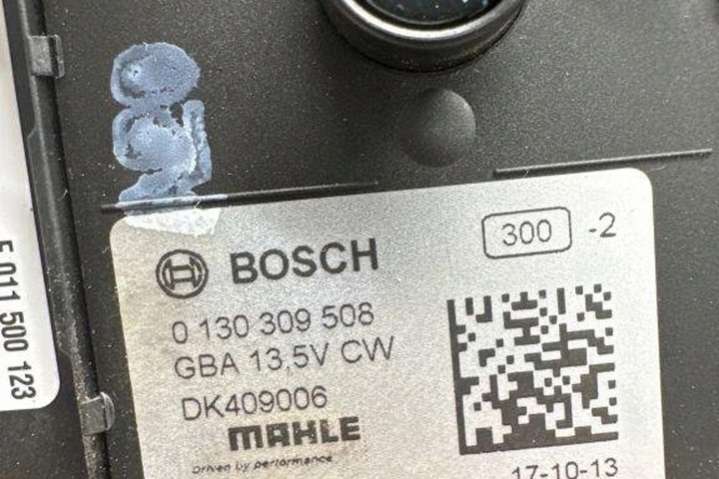 300 -2
BOSCH
0 130 309 508
GBA 13,5V CW
DK409006
MAHLE
Driven by performance
17-10-13
5 011 500 123